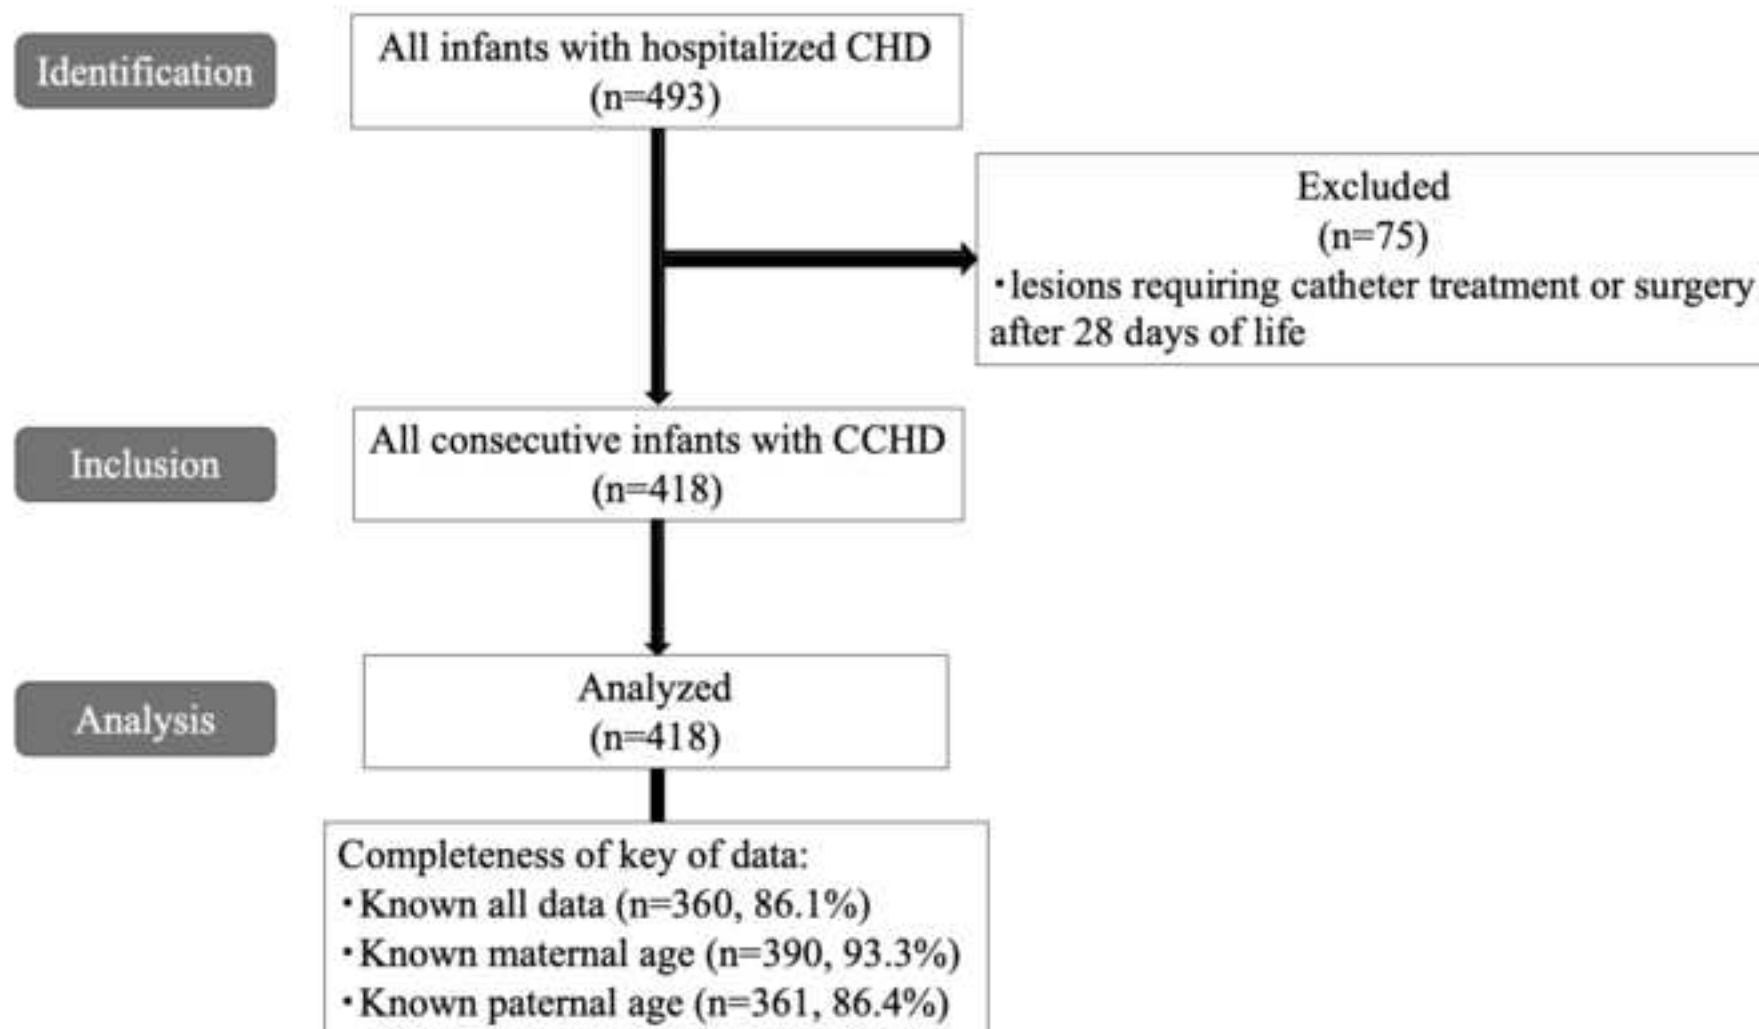 Identification
All infants with hospitalized CHD
(n=493)
Excluded
(n=75)
・lesions requiring catheter treatment or surgery
after 28 days of life
Inclusion
All consecutive infants with CCHD
(n=418)
Analysis
Analyzed
(n=418)
Completeness of key of data:
・Known all data (n=360, 86.1%)
・Known maternal age (n=390, 93.3%)
・Known paternal age (n=361, 86.4%)